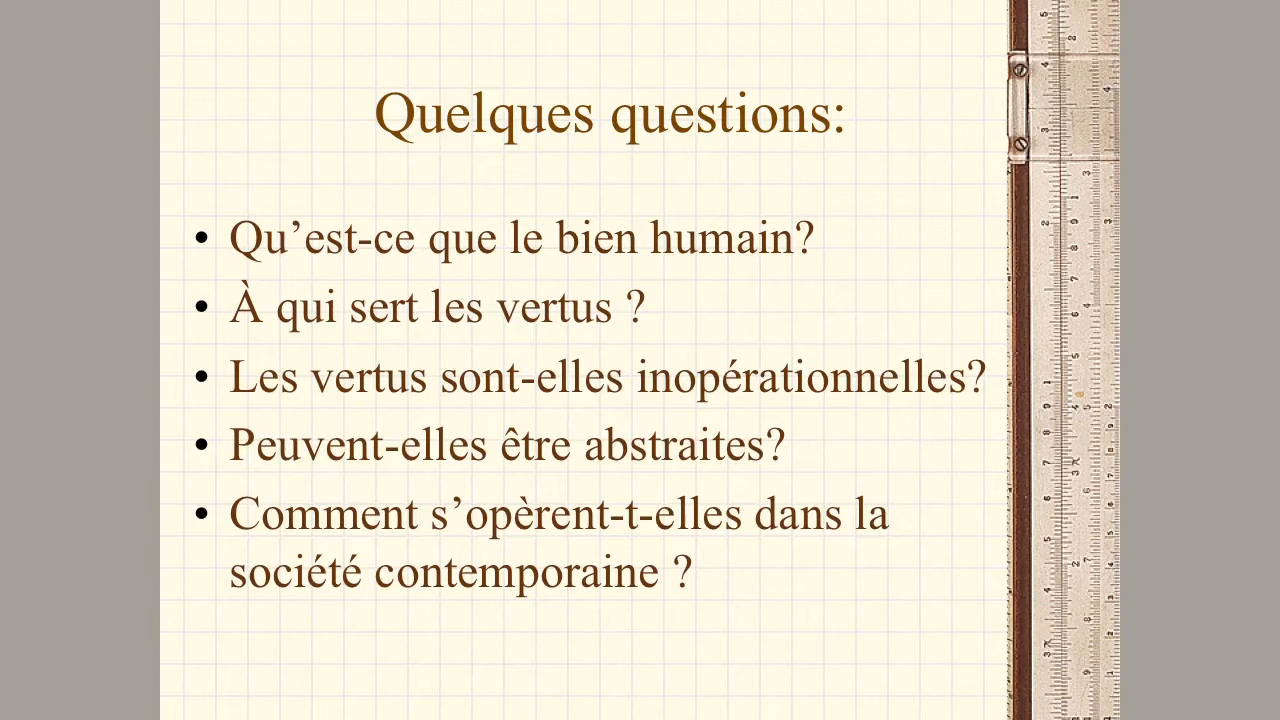 Quelques questions.
• Qu’est-ce que le bien humain?
• À qui sert les vertus ?
• Les vertus sont-elles inopérationnelles?
• Peuvent-elles être abstraites?
• Comment s’opèrent-t-elles dans la
société contemporaine ?